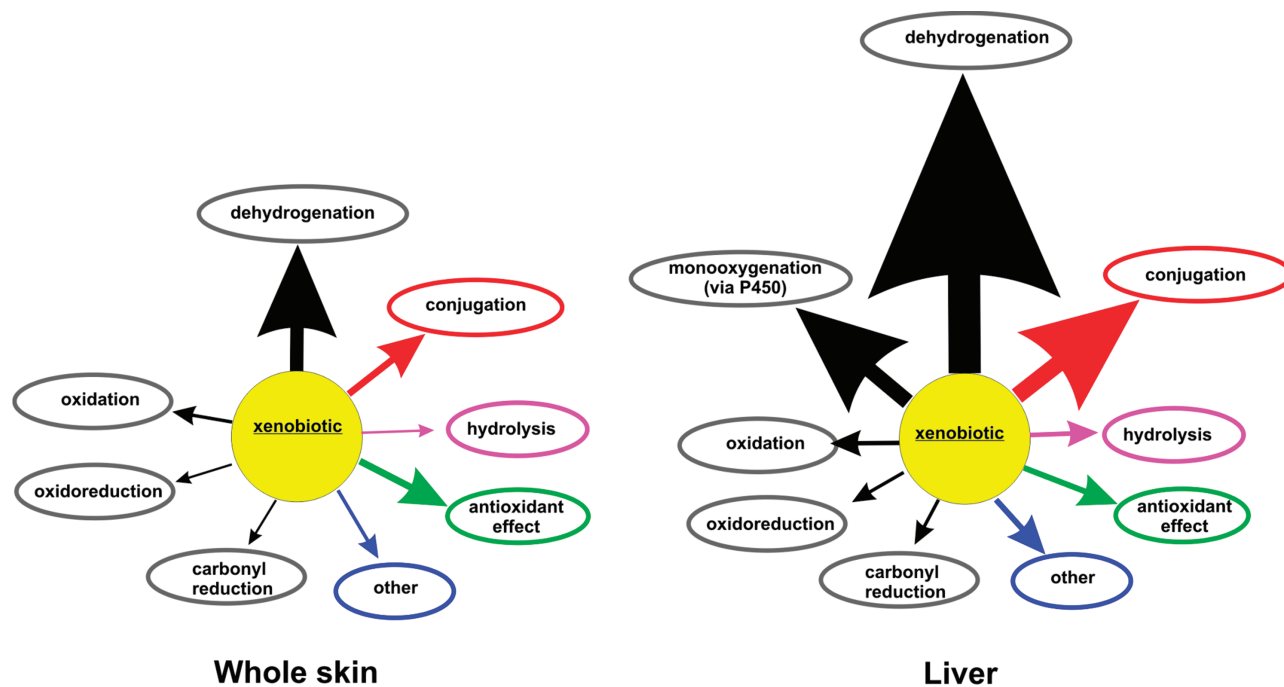 dehydrogenation
conjugation
oxidation
xenobiotic
hydrolysis
oxidoreduction
antioxidant
effect
carbonyl
reduction
other
Whole skin
dehydrogenation
monooxygenation
(via P450)
conjugation
oxidation
xenobiotic
hydrolysis
oxidoreduction
antioxidant
effect
carbonyl
reduction
other
Liver